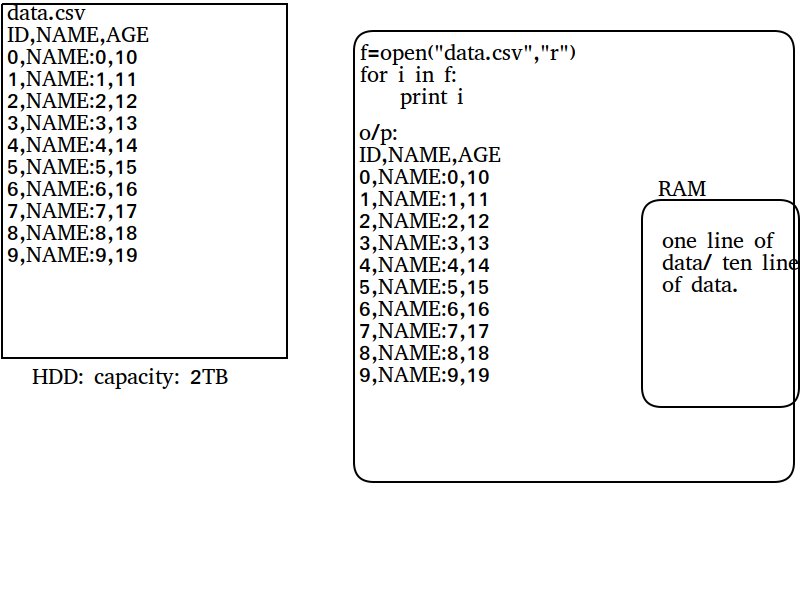 data.csv
ID,NAME,AGE
0,NAME:0,10
1,NAME:1,11
2,NAME:2,12
3,NAME:3,13
4,NAME:4,14
5,NAME:5,15
6,NAME:6,16
7,NAME:7,17
8,NAME:8,18
9,NAME:9,19
HDD: capacity: 2TB
f=open("data.csv","r")
for i in f:
    print i
o/p:
ID,NAME,AGE
0,NAME:0,10
1,NAME:1,11
2,NAME:2,12
3,NAME:3,13
4,NAME:4,14
5,NAME:5,15
6,NAME:6,16
7,NAME:7,17
8,NAME:8,18
9,NAME:9,19
RAM
one line of
data/ ten line
of data.